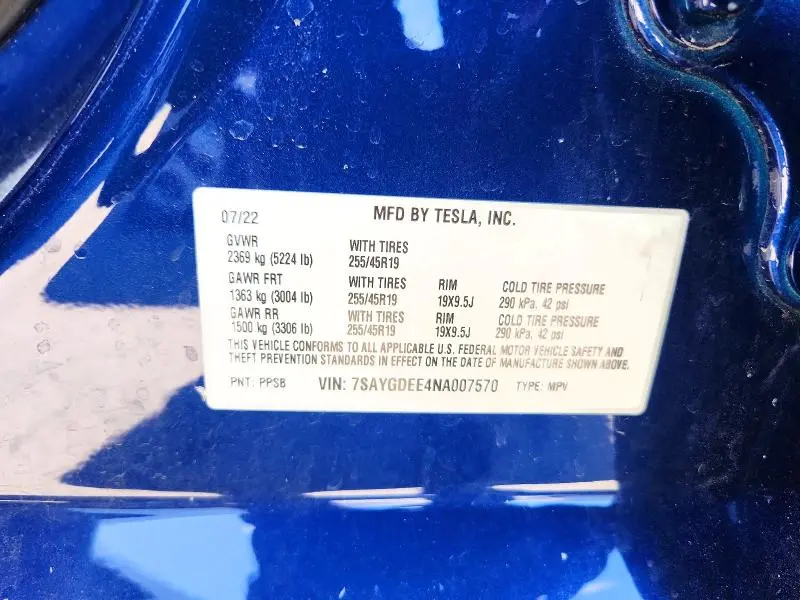 07/22 MFD BY TESLA, INC.
GVWR WITH TIRES
2369 kg (5224 lb) 255/45R19
GAWR FRT WITH TIRES RIM COLD TIRE PRESSURE
1363 kg (3004 lb) 255/45R19 19X9.5J 290 kPa, 42 psi
GAWR RR WITH TIRES RIM COLD TIRE PRESSURE
1500 kg (3306 lb) 255/45R19 19X9.5J 290 kPa, 42 psi
THIS VEHICLE CONFORMS TO ALL APPLICABLE U.S. FEDERAL MOTOR VEHICLE SAFETY AND
THEFT PREVENTION STANDARDS IN EFFECT ON THE DATE OF MANUFACTURE SHOWN ABOVE.
PNT: PPSB VIN: 7SAYGDEE4NA007570 TYPE: MPV